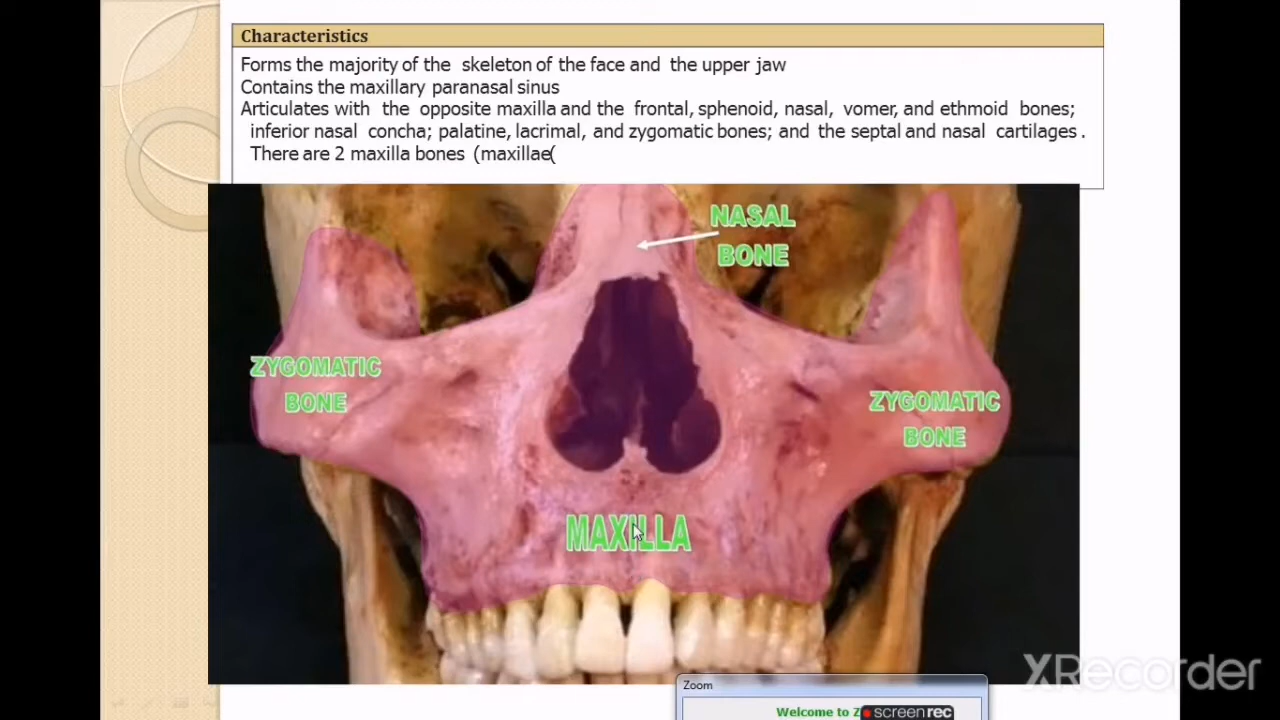 Characteristics
Forms the majority of the skeleton of the face and the upper jaw
Contains the maxillary paranasal sinus
Articulates with the opposite maxilla and the frontal, sphenoid, nasal, vomer, and ethmoid bones;
inferior nasal concha; palatine, lacrimal, and zygomatic bones; and the septal and nasal cartilages .
There are 2 maxilla bones (maxillae(
NASAL
BONE
ZYGOMATIC
BONE
ZYGOMATIC
BONE
MAXILLA
XRecorder
Zoom
Welcome to Z
screenrec